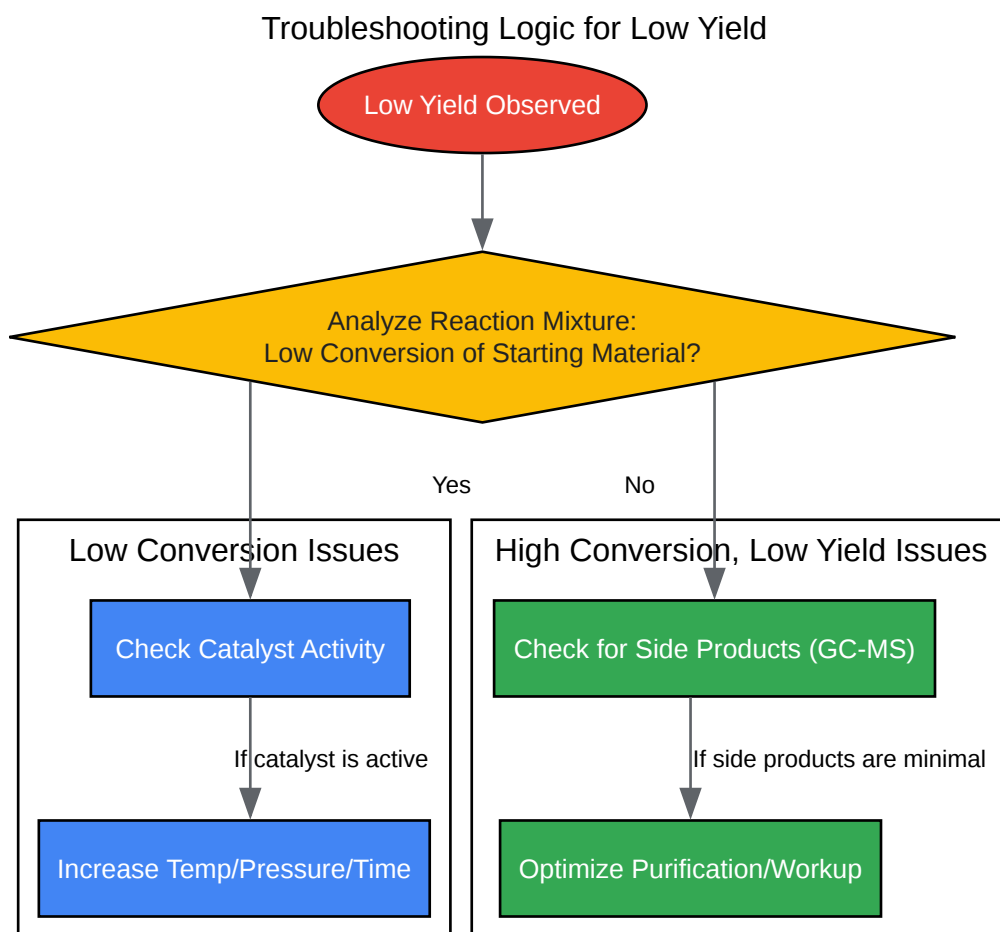 Troubleshooting Logic for Low Yield
Low Yield Observed
Analyze Reaction Mixture:
Low Conversion of Starting Material?
Yes
No
Low Conversion Issues
High Conversion, Low Yield Issues
Check Catalyst Activity
Check for Side Products (GC-MS)
If catalyst is active
If side products are minimal
Increase Temp/Pressure/Time
Optimize Purification/Workup